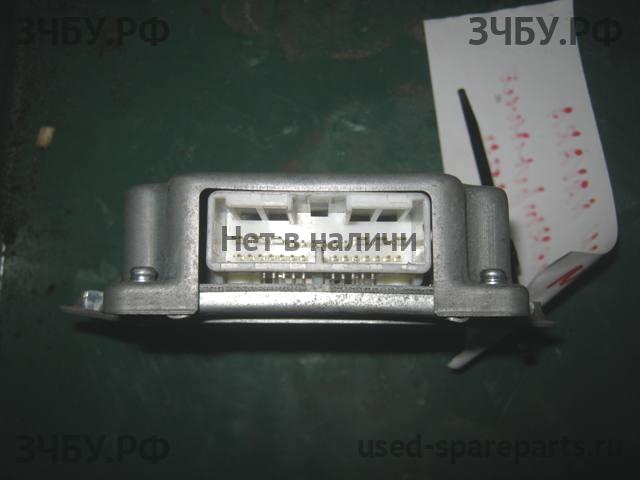 ЗЧБУ.РФ ЗЧБУ.РФ
Нет в наличи
ЗЧБУ.РФ used-spareparts.ru